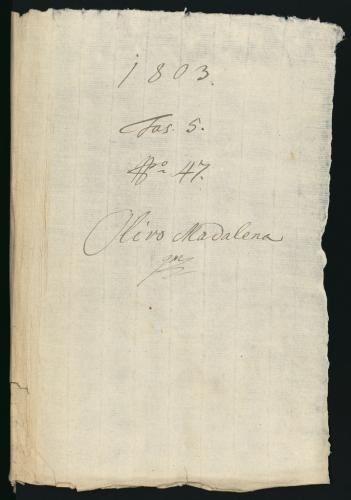 1803.
Fas. 5.
Nº 47.
Olivo Madalena